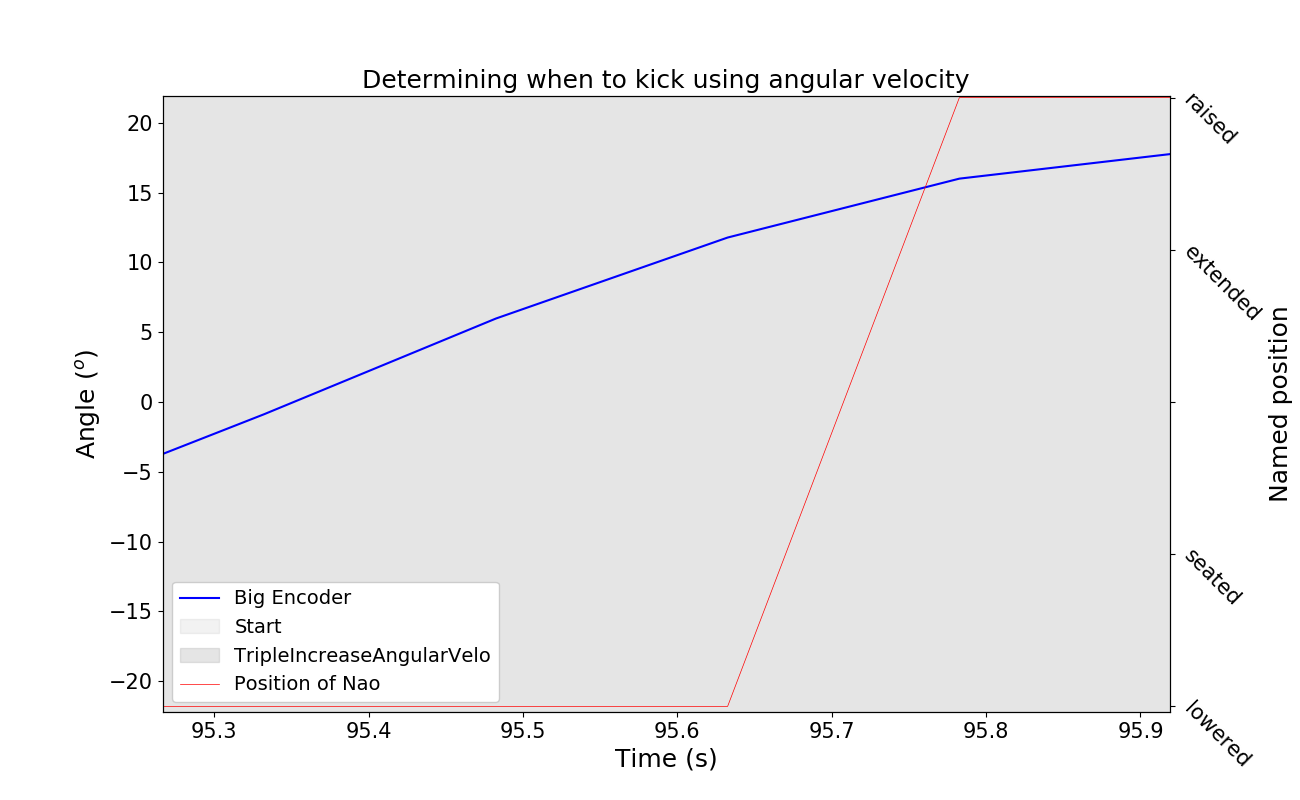 Determining when to kick using angular velocity
20
15
10
5
0
−5
−10
−15
−20
Angle (°)
95.3
95.4
95.5
95.6
95.7
95.8
95.9
Time (s)
raised
extended
seated
lowered
Named position
Big Encoder
Start
TripleIncreaseAngularVelo
Position of Nao